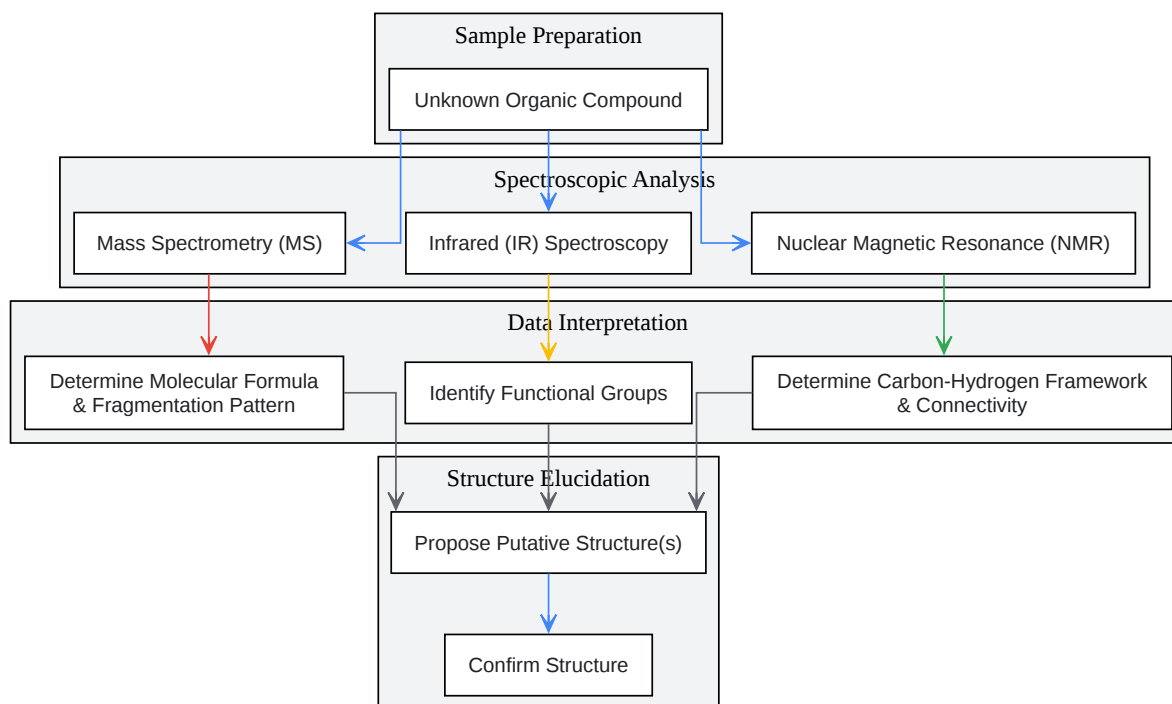 Sample Preparation
Unknown Organic Compound
Spectroscopic Analysis
Mass Spectrometry (MS)
Infrared (IR) Spectroscopy
Nuclear Magnetic Resonance (NMR)
Data Interpretation
Determine Molecular Formula
& Fragmentation Pattern
Identify Functional Groups
Determine Carbon-Hydrogen Framework
& Connectivity
Structure Elucidation
Propose Putative Structure(s)
Confirm Structure